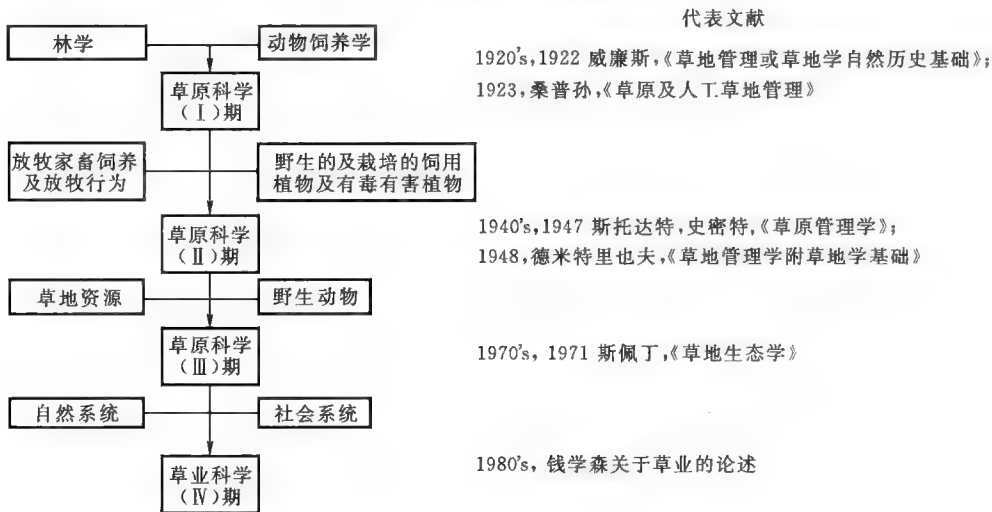 代表文献
林学
动物饲养学
1920's,1922 威廉斯,《草地管理或草地学自然历史基础》;
草原科学
(Ⅰ)期
1923,桑普孙,《草原及人工草地管理》
放牧家畜饲养
及放牧行为
野生的及栽培的饲用
植物及有毒有害植物
草原科学
(Ⅱ)期
1940's,1947 斯托达特,史密特,《草原管理学》;
1948,德米特里也夫,《草地管理学附草地学基础》
草地资源
野生动物
草原科学
(Ⅲ)期
1970's, 1971 斯佩丁,《草地生态学》
自然系统
社会系统
草业科学
(Ⅳ)期
1980's, 钱学森关于草业的论述